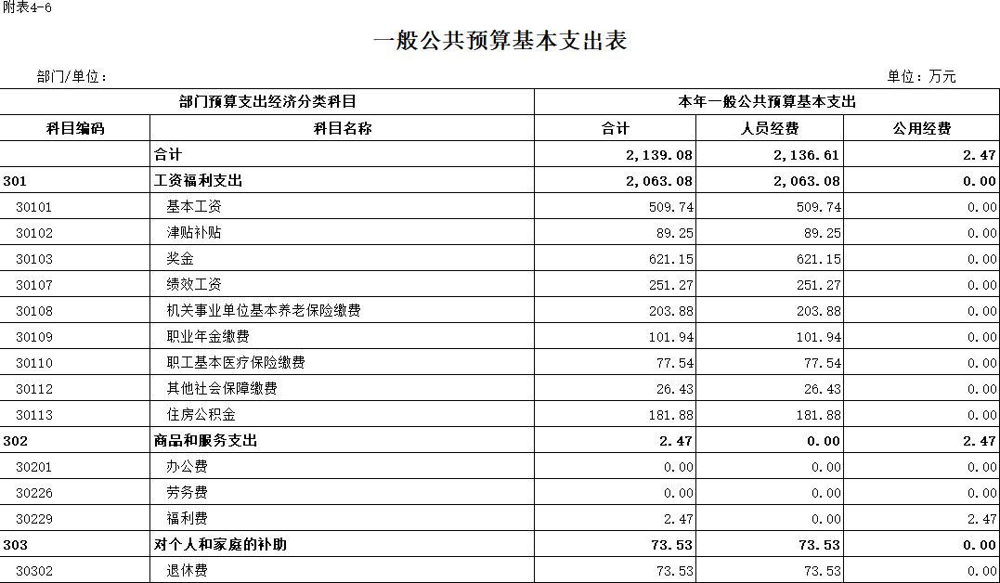 附表4-6
一般公共预算基本支出表
部门/单位： 单位：万元
部门预算支出经济分类科目 本年一般公共预算基本支出
科目编码 科目名称 合计 人员经费 公用经费
合计 2,139.08 2,136.61 2.47
301 工资福利支出 2,063.08 2,063.08 0.00
30101 基本工资 509.74 509.74 0.00
30102 津贴补贴 89.25 89.25 0.00
30103 奖金 621.15 621.15 0.00
30107 绩效工资 251.27 251.27 0.00
30108 机关事业单位基本养老保险缴费 203.88 203.88 0.00
30109 职业年金缴费 101.94 101.94 0.00
30110 职工基本医疗保险缴费 77.54 77.54 0.00
30112 其他社会保障缴费 26.43 26.43 0.00
30113 住房公积金 181.88 181.88 0.00
302 商品和服务支出 2.47 0.00 2.47
30201 办公费 0.00 0.00 0.00
30226 劳务费 0.00 0.00 0.00
30229 福利费 2.47 0.00 2.47
303 对个人和家庭的补助 73.53 73.53 0.00
30302 退休费 73.53 73.53 0.00